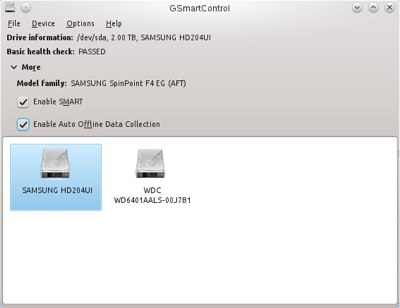 GSmartControl
File Device Options Help
Drive information: /dev/sda, 2.00 TB, SAMSUNG HD204UI
Basic health check: PASSED
More
Model family: SAMSUNG SpinPoint F4 EG (AFT)
Enable SMART
Enable Auto Offline Data Collection
SAMSUNG HD204UI
WDC
WD6401AALS-00J7B1